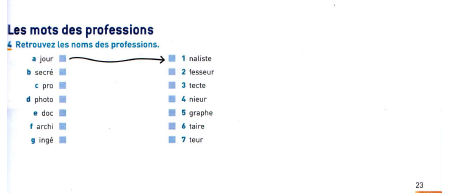 Les mots des professions
4 Retrouvez les noms des professions.
a jour 1 naliste
b secré 2 fesseur
c pro 3 tecte
d photo 4 nieur
e doc 5 graphe
f archi 6 taire
g ingé 7 teur
23